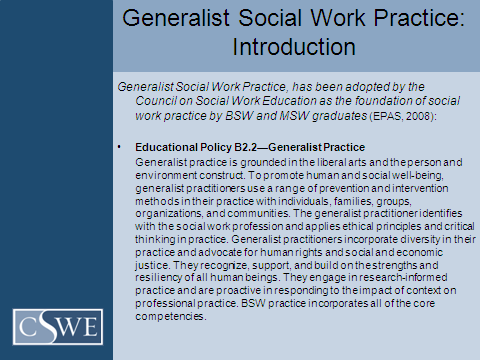 Generalist Social Work Practice:
Introduction
Generalist Social Work Practice, has been adopted by the
Council on Social Work Education as the foundation of social
work practice by BSW and MSW graduates (EPAS, 2008):
• Educational Policy B2.2—Generalist Practice
Generalist practice is grounded in the liberal arts and the person and
environment construct. To promote human and social well-being,
generalist practitioners use a range of prevention and intervention
methods in their practice with individuals, families, groups,
organizations, and communities. The generalist practitioner identifies
with the social work profession and applies ethical principles and critical
thinking in practice. Generalist practitioners incorporate diversity in their
practice and advocate for human rights and social and economic
justice. They recognize, support, and build on the strengths and
resiliency of all human beings. They engage in research-informed
practice and are proactive in responding to the impact of context on
professional practice. BSW practice incorporates all of the core
competencies.
CSWE